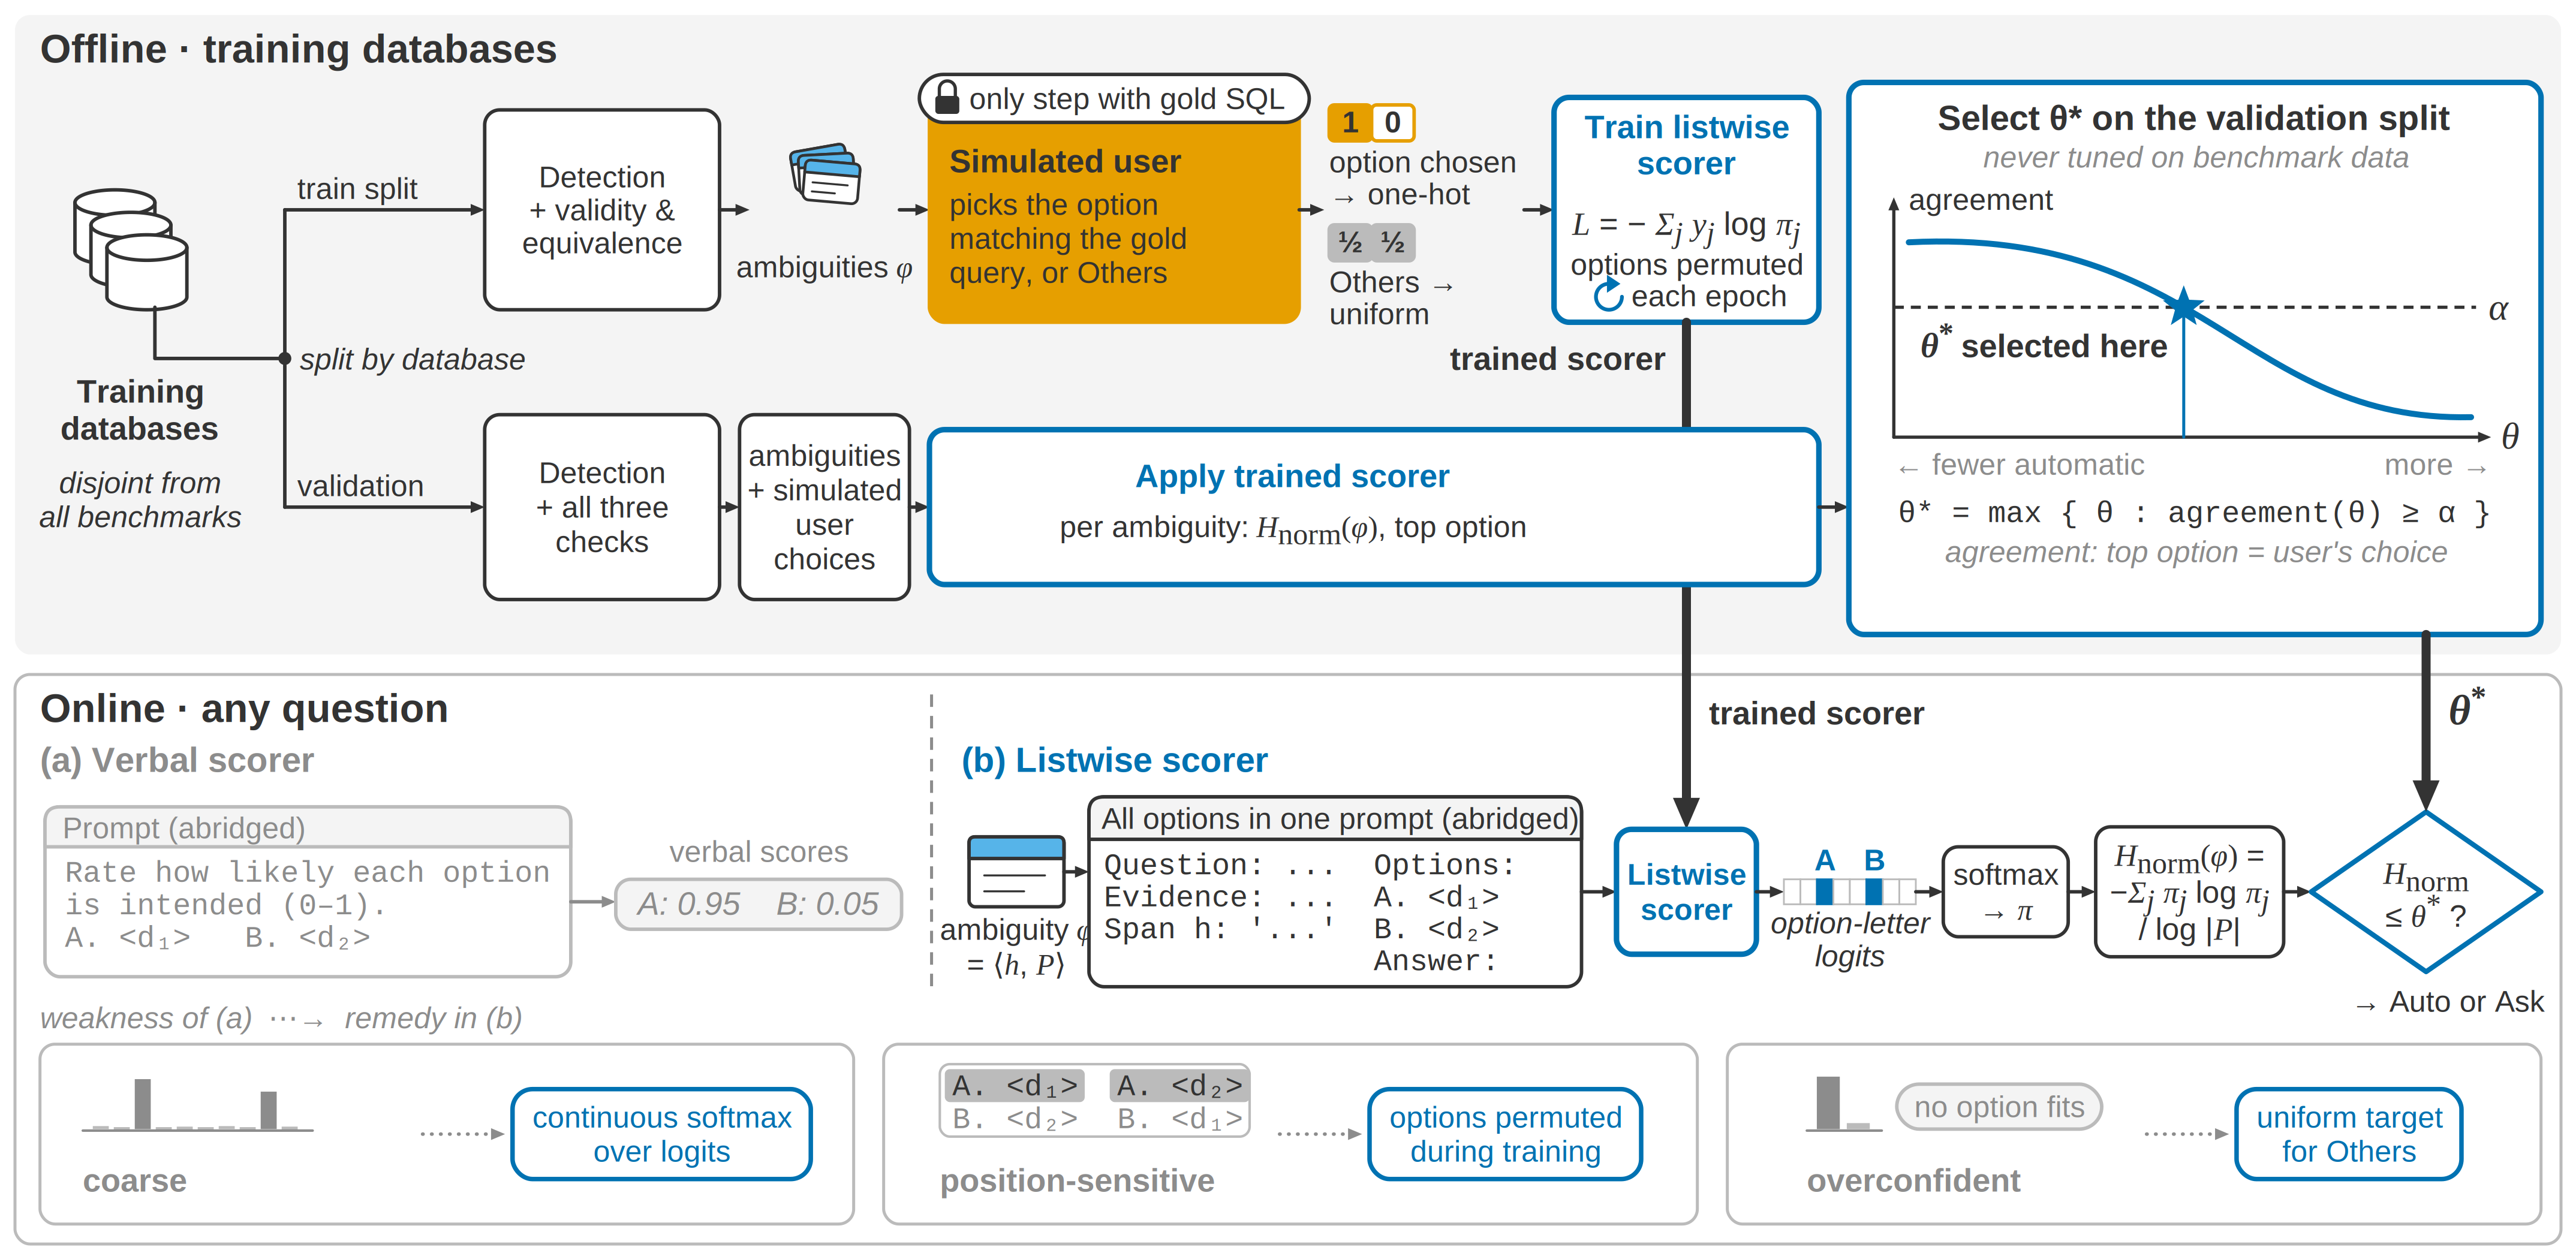 Offline · training databases
Training
databases
disjoint from
all benchmarks
train split
split by database
validation
Detection
+ validity &
equivalence
ambiguities φ
only step with gold SQL
Simulated user
picks the option
matching the gold
query, or Others
1 0
option chosen
→ one-hot
½ ½
Others →
uniform
Train listwise
scorer
L = − Σj yj log πj
options permuted
each epoch
trained scorer
Detection
+ all three
checks
ambiguities
+ simulated
user
choices
Apply trained scorer
per ambiguity: Hnorm(φ), top option
Select θ* on the validation split
never tuned on benchmark data
agreement
α
θ* selected here
θ
← fewer automatic more →
θ* = max { θ : agreement(θ) ≥ α }
agreement: top option = user's choice
Online · any question
trained scorer
θ*
(a) Verbal scorer
Prompt (abridged)
Rate how likely each option
is intended (0–1).
A. <d₁> B. <d₂>
verbal scores
A: 0.95 B: 0.05
(b) Listwise scorer
ambiguity φ
= ⟨h, P⟩
All options in one prompt (abridged)
Question: ... Options:
Evidence: ... A. <d₁>
Span h: '...' B. <d₂>
Answer:
Listwise
scorer
A B
option-letter
logits
softmax
→ π
Hnorm(φ) =
−Σj πj log πj
/ log |P|
Hnorm
≤ θ* ?
→ Auto or Ask
weakness of (a) ···→ remedy in (b)
coarse
continuous softmax
over logits
A. <d₁> A. <d₂>
B. <d₂> B. <d₁>
position-sensitive
options permuted
during training
no option fits
overconfident
uniform target
for Others